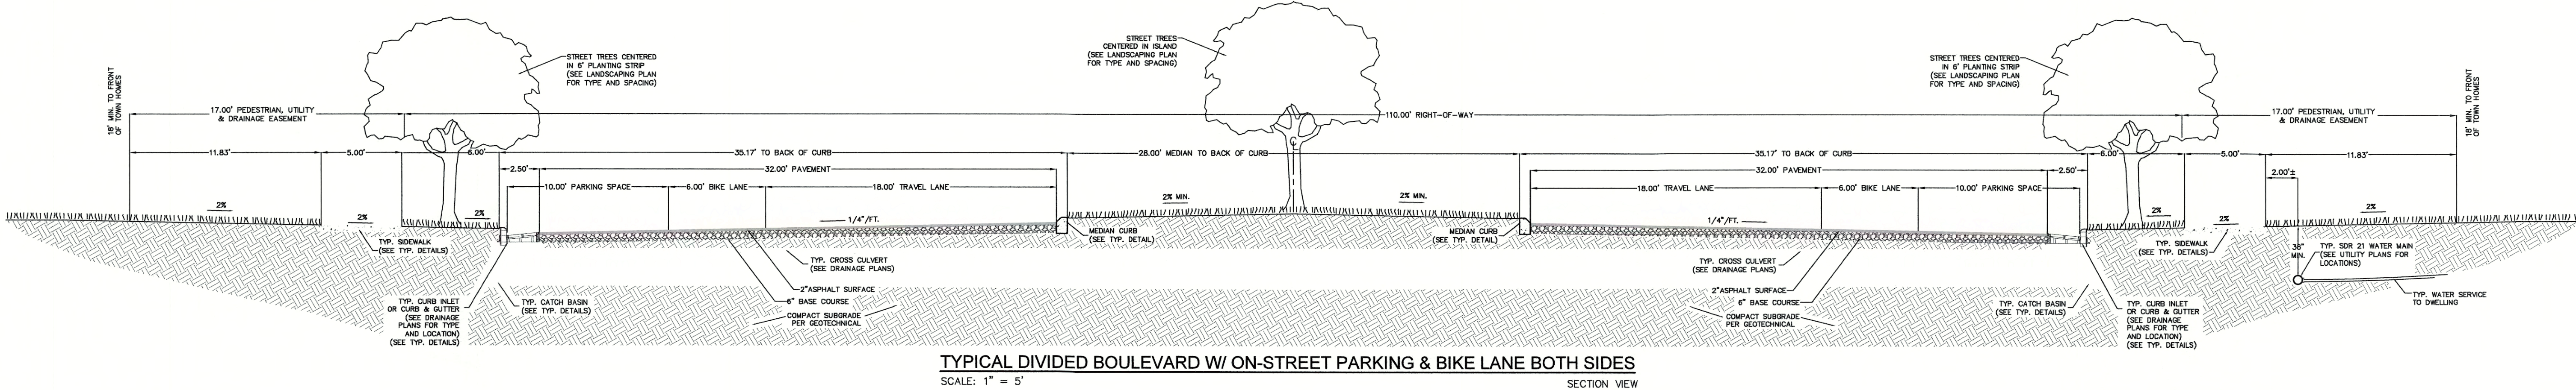 STREET TREES CENTERED
IN 6' PLANTING STRIP
(SEE LANDSCAPING PLAN
FOR TYPE AND SPACING)
STREET TREES
CENTERED IN ISLAND
(SEE LANDSCAPING PLAN
FOR TYPE AND SPACING)
STREET TREES CENTERED
IN 6' PLANTING STRIP
(SEE LANDSCAPING PLAN
FOR TYPE AND SPACING)
18' MIN. TO FRONT
OF TOWN HOMES
17.00' PEDESTRIAN, UTILITY
& DRAINAGE EASEMENT
110.00' RIGHT-OF-WAY
17.00' PEDESTRIAN, UTILITY
& DRAINAGE EASEMENT
18' MIN. TO FRONT
OF TOWN HOMES
11.83'
5.00'
6.00'
35.17' TO BACK OF CURB
28.00' MEDIAN TO BACK OF CURB
35.17' TO BACK OF CURB
6.00'
5.00'
11.83'
2.50'
32.00' PAVEMENT
32.00' PAVEMENT
2.50'
2.00'±
10.00' PARKING SPACE
6.00' BIKE LANE
18.00' TRAVEL LANE
18.00' TRAVEL LANE
6.00' BIKE LANE
10.00' PARKING SPACE
2%
2%
2%
1/4"/FT.
2% MIN.
2% MIN.
1/4"/FT.
2%
2%
2%
TYP. SIDEWALK
(SEE TYP. DETAILS)
MEDIAN CURB
(SEE TYP. DETAIL)
MEDIAN CURB
(SEE TYP. DETAIL)
TYP. SIDEWALK
(SEE TYP. DETAILS)
36"
MIN.
TYP. SDR 21 WATER MAIN
(SEE UTILITY PLANS FOR
LOCATIONS)
TYP. CROSS CULVERT
(SEE DRAINAGE PLANS)
TYP. CROSS CULVERT
(SEE DRAINAGE PLANS)
2"ASPHALT SURFACE
6" BASE COURSE
COMPACT SUBGRADE
PER GEOTECHNICAL
2"ASPHALT SURFACE
6" BASE COURSE
COMPACT SUBGRADE
PER GEOTECHNICAL
TYP. CURB INLET
OR CURB & GUTTER
(SEE DRAINAGE
PLANS FOR TYPE
AND LOCATION)
(SEE TYP. DETAILS)
TYP. CATCH BASIN
(SEE TYP. DETAILS)
TYP. CATCH BASIN
(SEE TYP. DETAILS)
TYP. CURB INLET
OR CURB & GUTTER
(SEE DRAINAGE
PLANS FOR TYPE
AND LOCATION)
(SEE TYP. DETAILS)
TYP. WATER SERVICE
TO DWELLING
TYPICAL DIVIDED BOULEVARD W/ ON-STREET PARKING & BIKE LANE BOTH SIDES
SCALE: 1" = 5'
SECTION VIEW